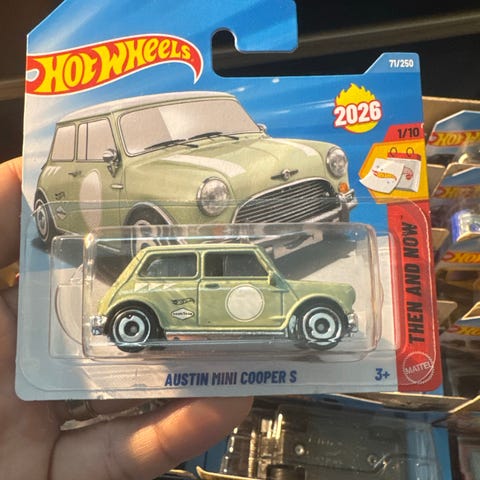 HOT WHEELS
71/250
2026
1/10
THEN AND NOW
MATTEL
AUSTIN MINI COOPER S
3+